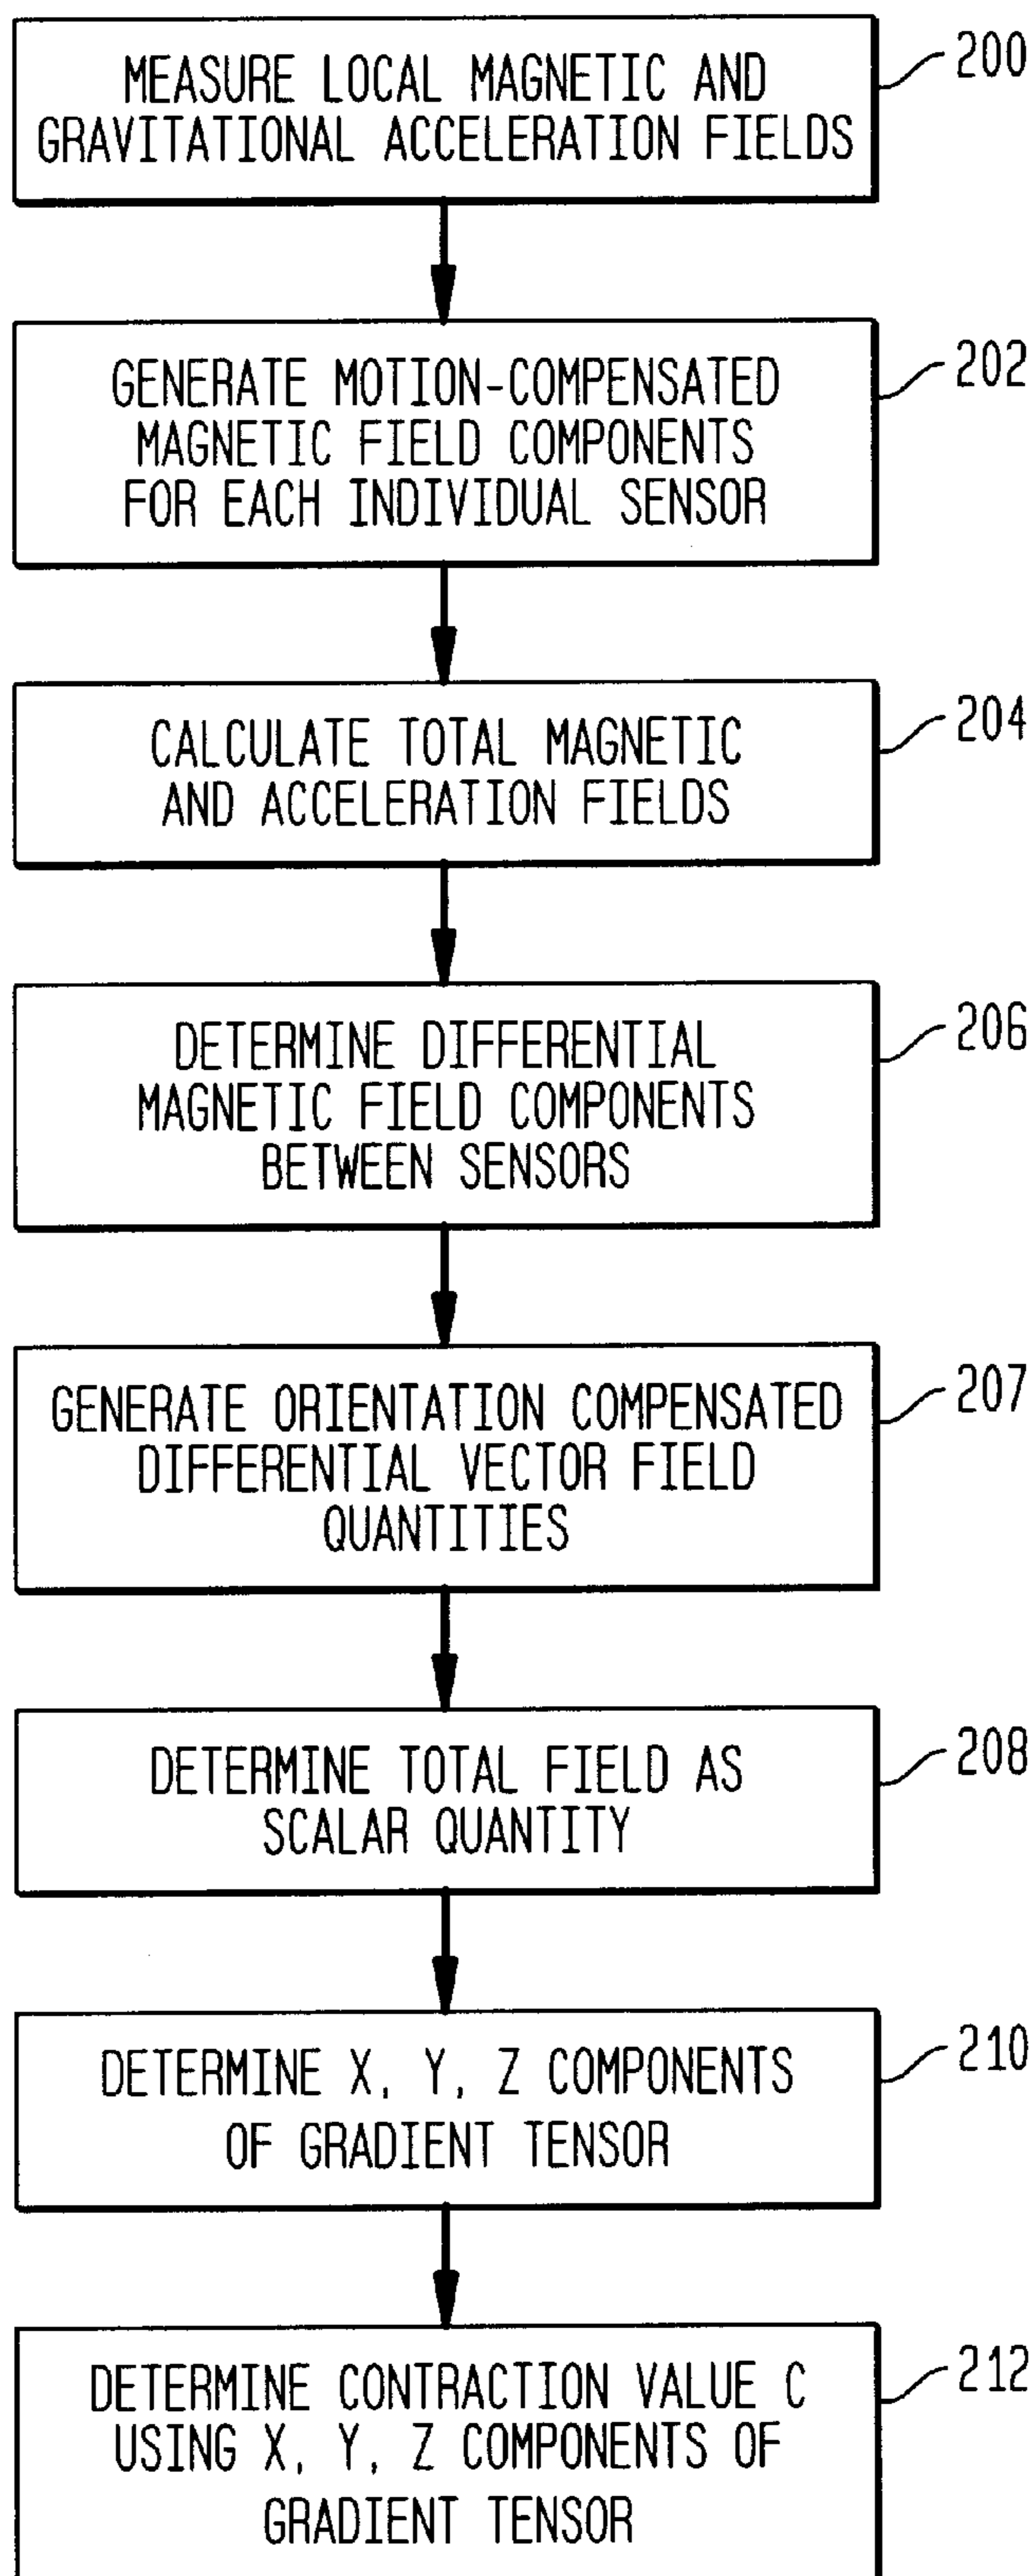 MEASURE LOCAL MAGNETIC AND
GRAVITATIONAL ACCELERATION FIELDS
200
GENERATE MOTION-COMPENSATED
MAGNETIC FIELD COMPONENTS
FOR EACH INDIVIDUAL SENSOR
202
CALCULATE TOTAL MAGNETIC
AND ACCELERATION FIELDS
204
DETERMINE DIFFERENTIAL
MAGNETIC FIELD COMPONENTS
BETWEEN SENSORS
206
GENERATE ORIENTATION COMPENSATED
DIFFERENTIAL VECTOR FIELD
QUANTITIES
207
DETERMINE TOTAL FIELD AS
SCALAR QUANTITY
208
DETERMINE X, Y, Z COMPONENTS
OF GRADIENT TENSOR
210
DETERMINE CONTRACTION VALUE C
USING X, Y, Z COMPONENTS OF
GRADIENT TENSOR
212